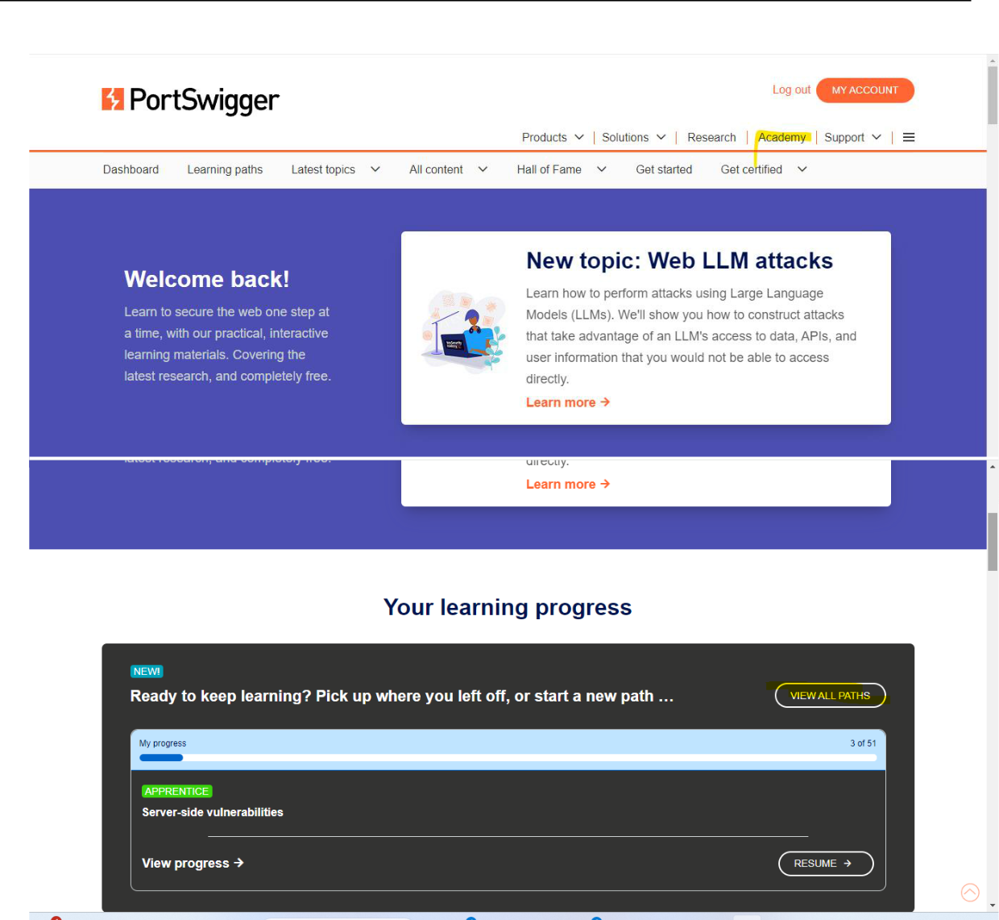 PortSwigger
Log out MY ACCOUNT
Products Solutions Research Academy Support
Dashboard Learning paths Latest topics All content Hall of Fame Get started Get certified
Welcome back!
Learn to secure the web one step at
a time, with our practical, interactive
learning materials. Covering the
latest research, and completely free.
New topic: Web LLM attacks
Learn how to perform attacks using Large Language
Models (LLMs). We'll show you how to construct attacks
that take advantage of an LLM's access to data, APIs, and
user information that you would not be able to access
directly.
Learn more →
latest research, and completely free.
directly.
Learn more →
Your learning progress
NEW!
Ready to keep learning? Pick up where you left off, or start a new path ...
VIEW ALL PATHS
My progress 3 of 51
APPRENTICE
Server-side vulnerabilities
View progress →
RESUME →